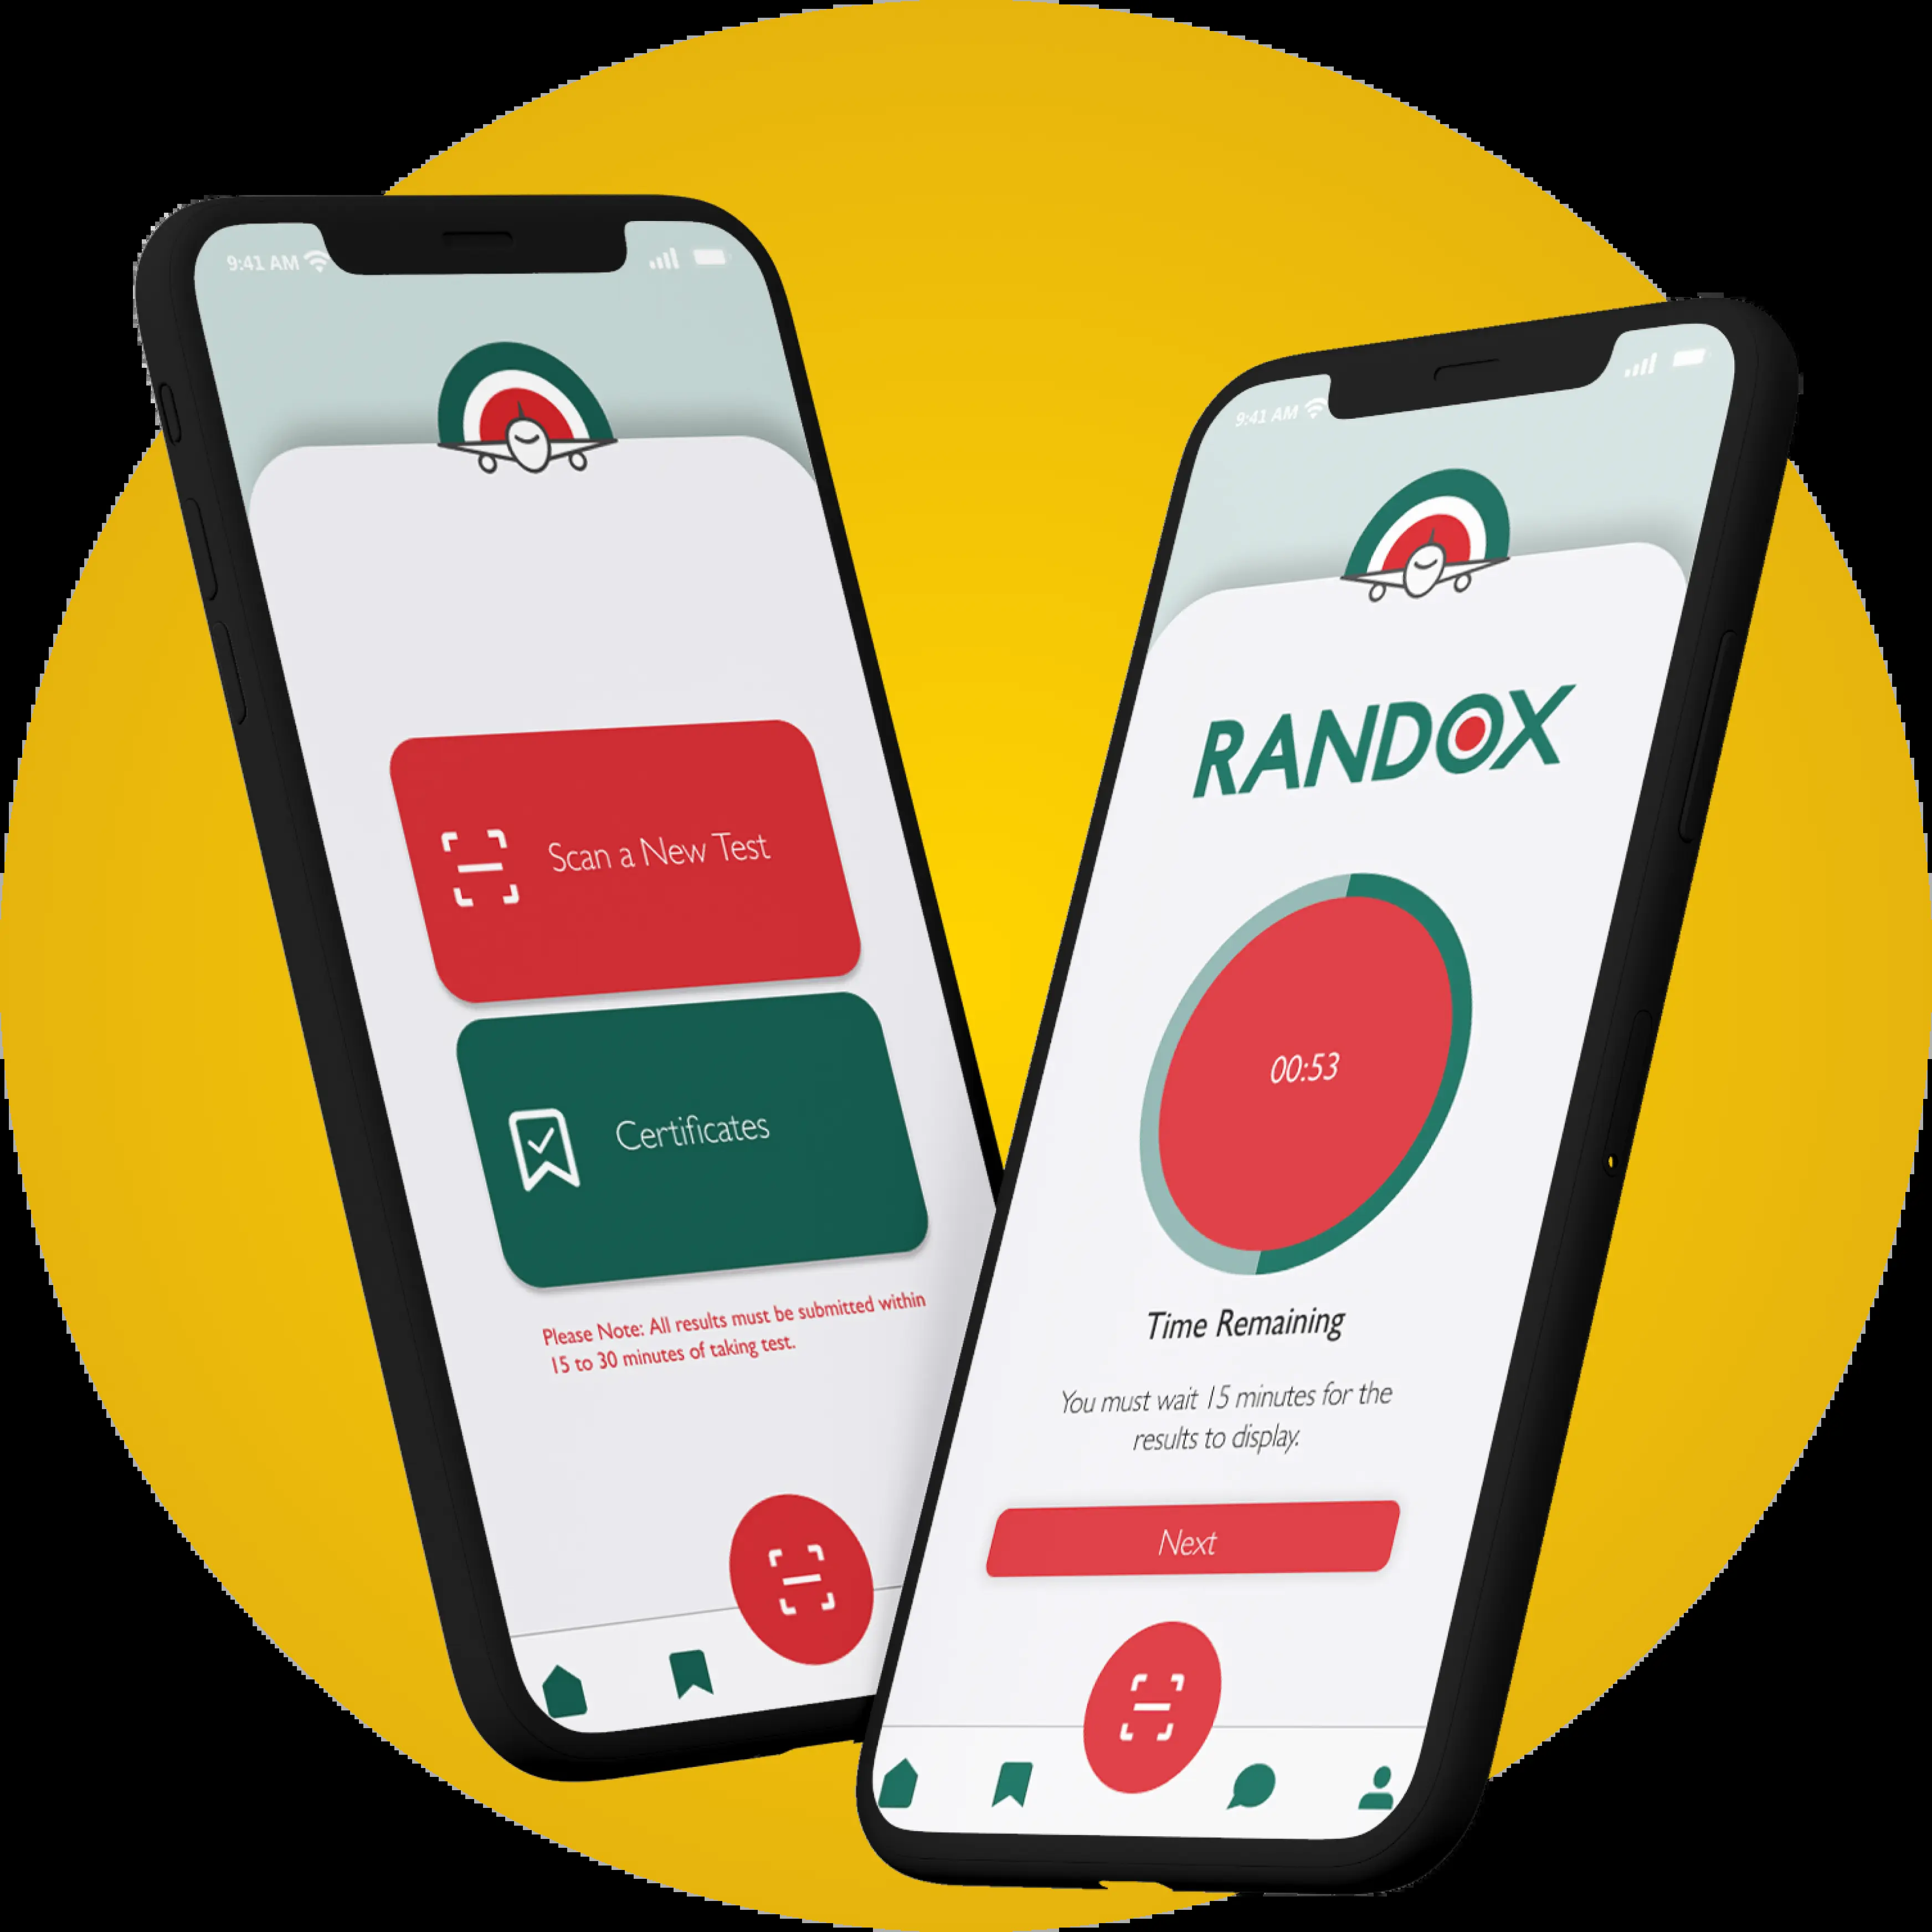 9:41 AM
Scan a New Test
Certificates
Please Note: All results must be submitted within
15 to 30 minutes of taking test.
9:41 AM
RANDOX
00:53
Time Remaining
You must wait 15 minutes for the
results to display.
Next